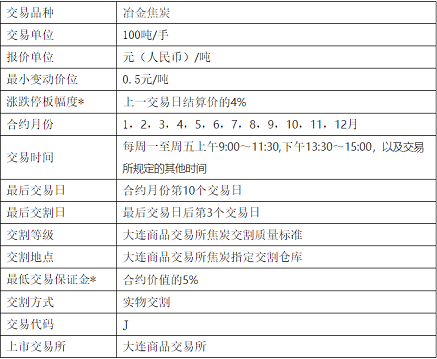 交易品种 冶金焦炭
交易单位 100吨/手
报价单位 元（人民币）/吨
最小变动价位 0.5元/吨
涨跌停板幅度* 上一交易日结算价的4%
合约月份 1, 2, 3, 4, 5, 6, 7, 8, 9, 10, 11, 12月
交易时间 每周一至周五上午9:00～11:30,下午13:30～15:00，以及交易
所规定的其他时间
最后交易日 合约月份第10个交易日
最后交割日 最后交易日后第3个交易日
交割等级 大连商品交易所焦炭交割质量标准
交割地点 大连商品交易所焦炭指定交割仓库
最低交易保证金* 合约价值的5%
交割方式 实物交割
交易代码 J
上市交易所 大连商品交易所